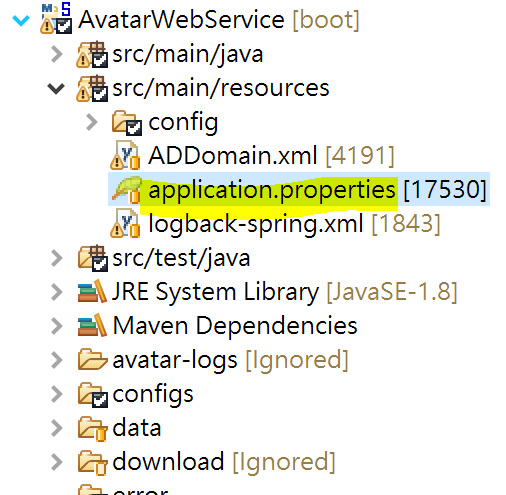 AvatarWebService [boot]
src/main/java
src/main/resources
config
ADDomain.xml [4191]
application.properties [17530]
logback-spring.xml [1843]
src/test/java
JRE System Library [JavaSE-1.8]
Maven Dependencies
avatar-logs [Ignored]
configs
data
download [Ignored]
error